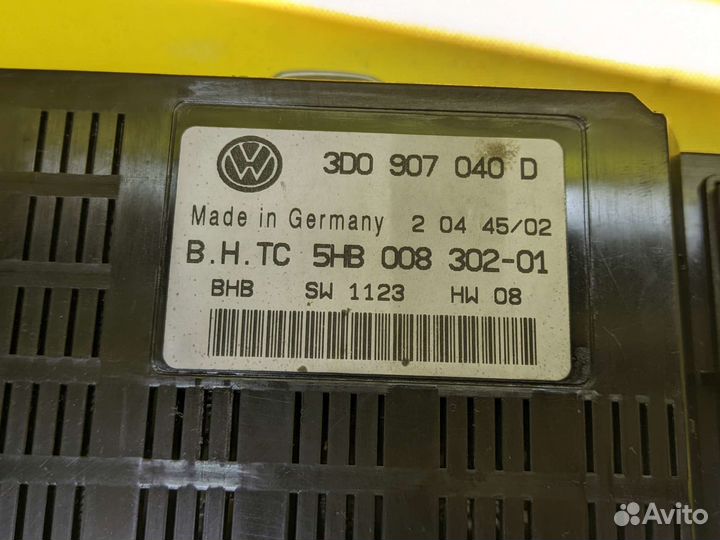 3D0 907 040 D
Made in Germany 2 04 45/02
B.H.TC 5HB 008 302-01
BHB SW 1123 HW 08
Avito